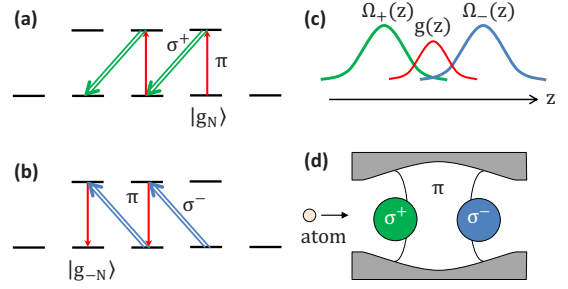 (a)
σ⁺
π
|g_N⟩
(b)
π
σ⁻
|g_{-N}⟩
(c)
Ω₊(z)
g(z)
Ω₋(z)
z
(d)
π
σ⁺
σ⁻
atom